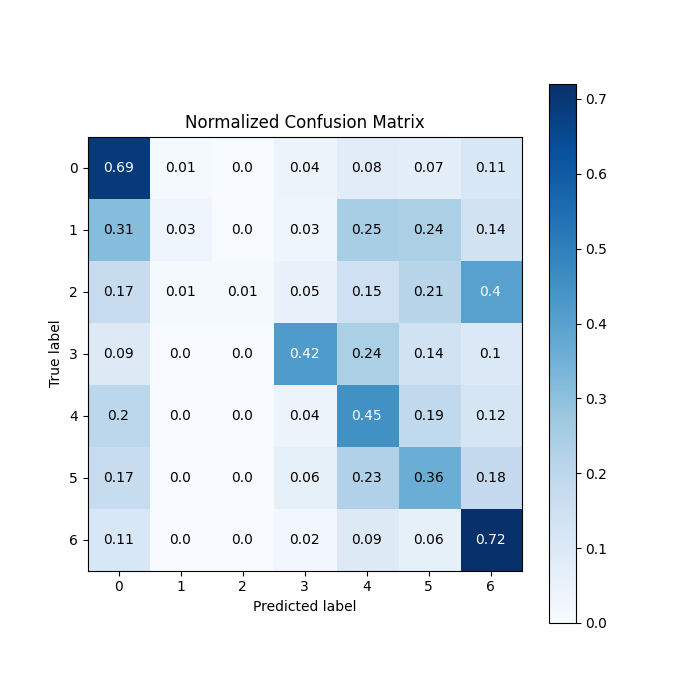 Normalized Confusion Matrix
0 0.69 0.01 0.0 0.04 0.08 0.07 0.11
1 0.31 0.03 0.0 0.03 0.25 0.24 0.14
2 0.17 0.01 0.01 0.05 0.15 0.21 0.4
3 0.09 0.0 0.0 0.42 0.24 0.14 0.1
4 0.2 0.0 0.0 0.04 0.45 0.19 0.12
5 0.17 0.0 0.0 0.06 0.23 0.36 0.18
6 0.11 0.0 0.0 0.02 0.09 0.06 0.72
0 1 2 3 4 5 6
Predicted label
True label
0.7
0.6
0.5
0.4
0.3
0.2
0.1
0.0